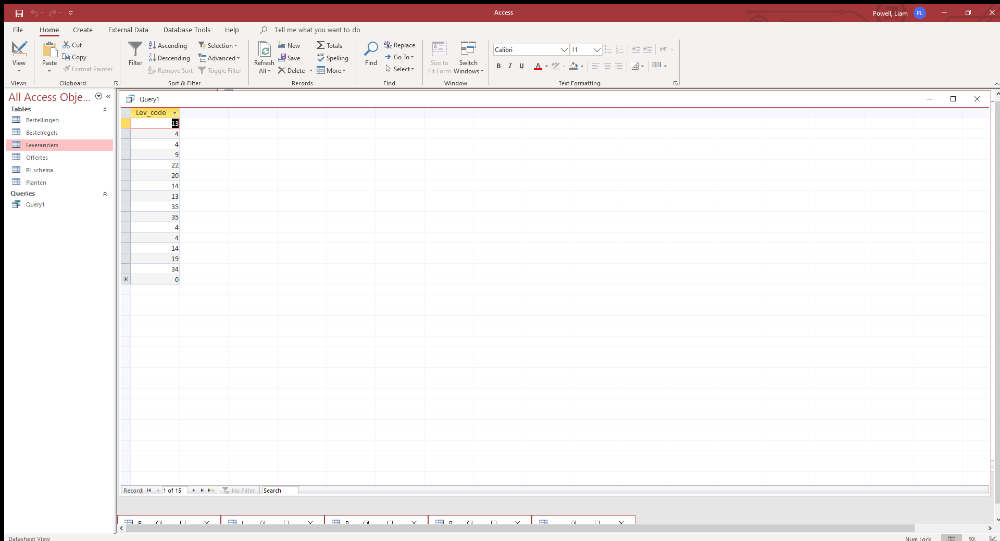 Access
Powell, Liam
PL
File
Home
Create
External Data
Database Tools
Help
Tell me what you want to do
View
Views
Paste
Cut
Copy
Format Painter
Clipboard
Filter
Ascending
Descending
Remove Sort
Selection
Advanced
Toggle Filter
Sort & Filter
Refresh
All
New
Save
Delete
Totals
Spelling
More
Records
Find
Replace
Go To
Select
Find
Size to
Fit Form
Switch
Windows
Window
Calibri
11
B I U
Text Formatting
All Access Obje...
Tables
Bestellingen
Bestelregels
Leveranciers
Offertes
Pl_schema
Planten
Queries
Query1
Query1
Lev_code
13
4
4
9
22
20
14
13
35
35
4
4
14
19
34
0
Record:
1 of 15
No Filter
Search
Datasheet View
Num Lock
SQL